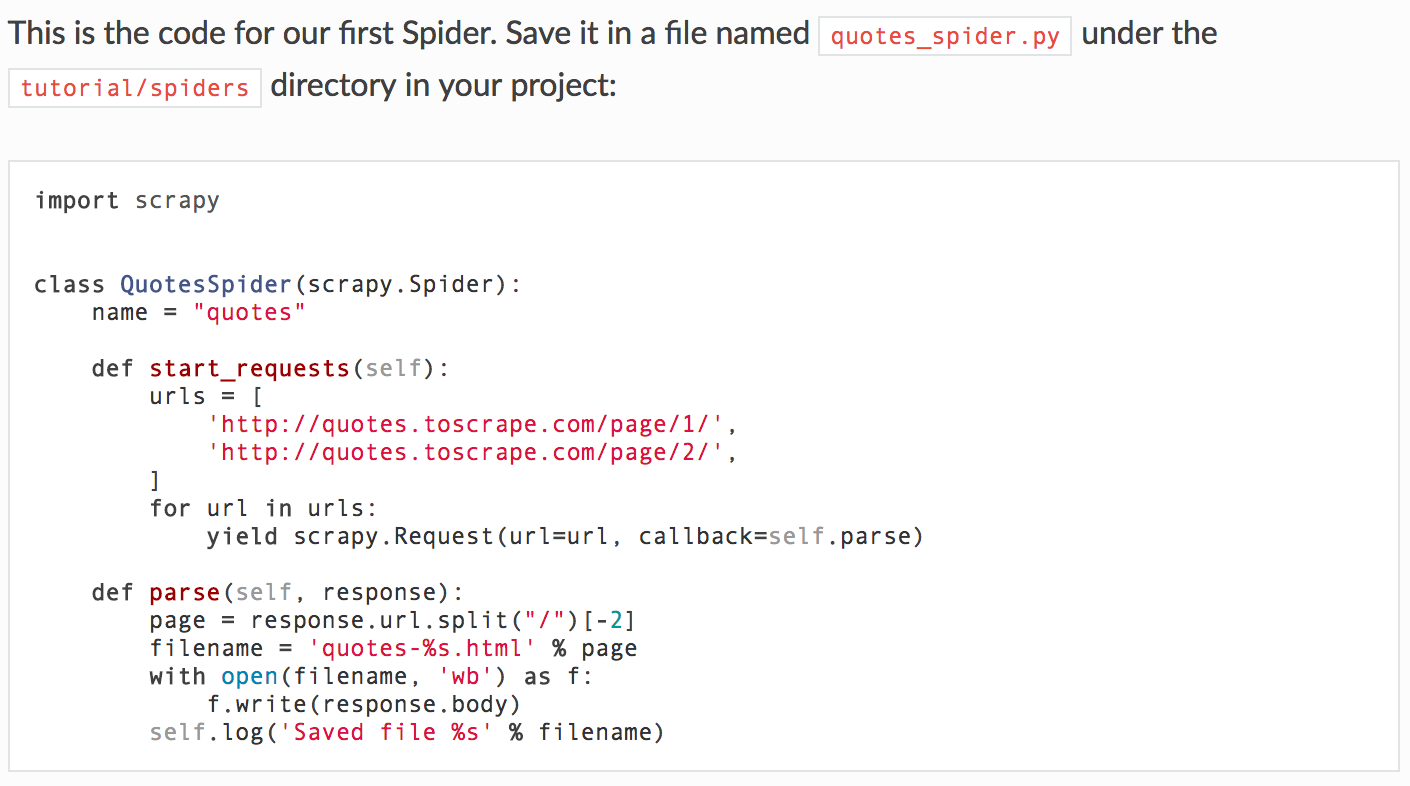 This is the code for our first Spider. Save it in a file named quotes_spider.py under the
tutorial/spiders directory in your project:
import scrapy
class QuotesSpider(scrapy.Spider):
    name = "quotes"
    def start_requests(self):
        urls = [
            'http://quotes.toscrape.com/page/1/',
            'http://quotes.toscrape.com/page/2/',
        ]
        for url in urls:
            yield scrapy.Request(url=url, callback=self.parse)
    def parse(self, response):
        page = response.url.split("/")[-2]
        filename = 'quotes-%s.html' % page
        with open(filename, 'wb') as f:
            f.write(response.body)
        self.log('Saved file %s' % filename)